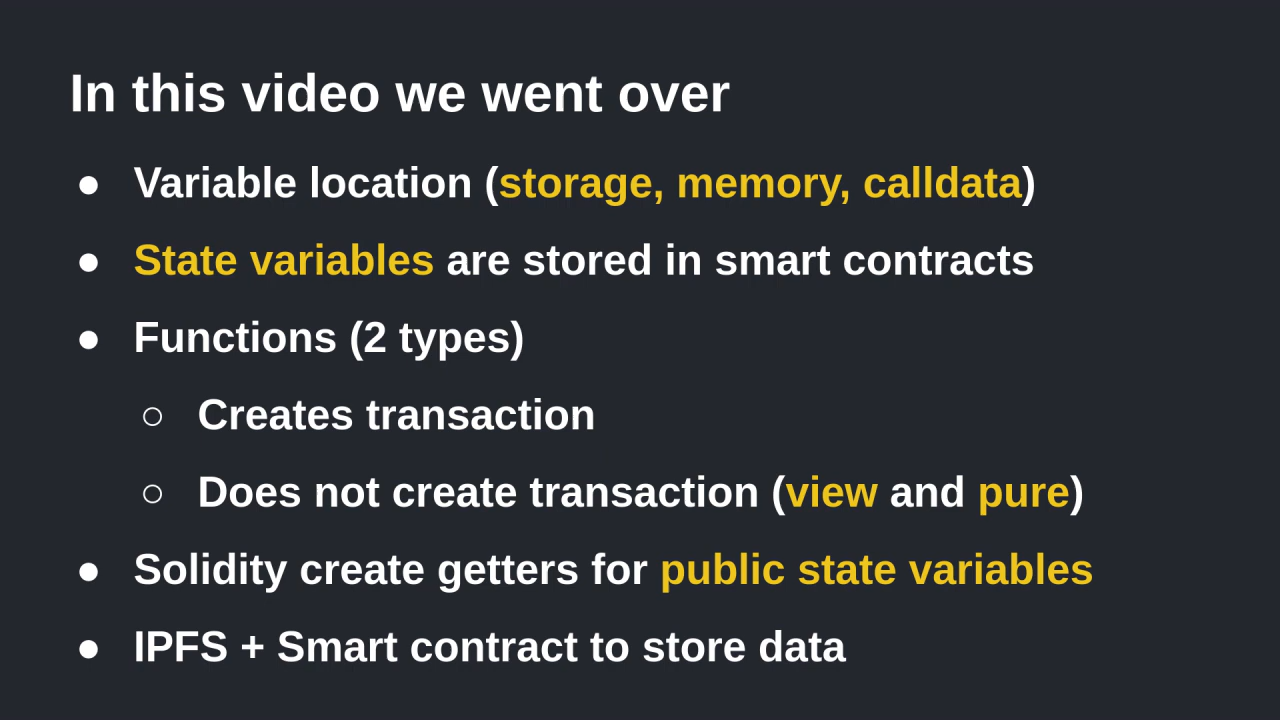 In this video we went over
● Variable location (storage, memory, calldata)
● State variables are stored in smart contracts
● Functions (2 types)
○ Creates transaction
○ Does not create transaction (view and pure)
● Solidity create getters for public state variables
● IPFS + Smart contract to store data